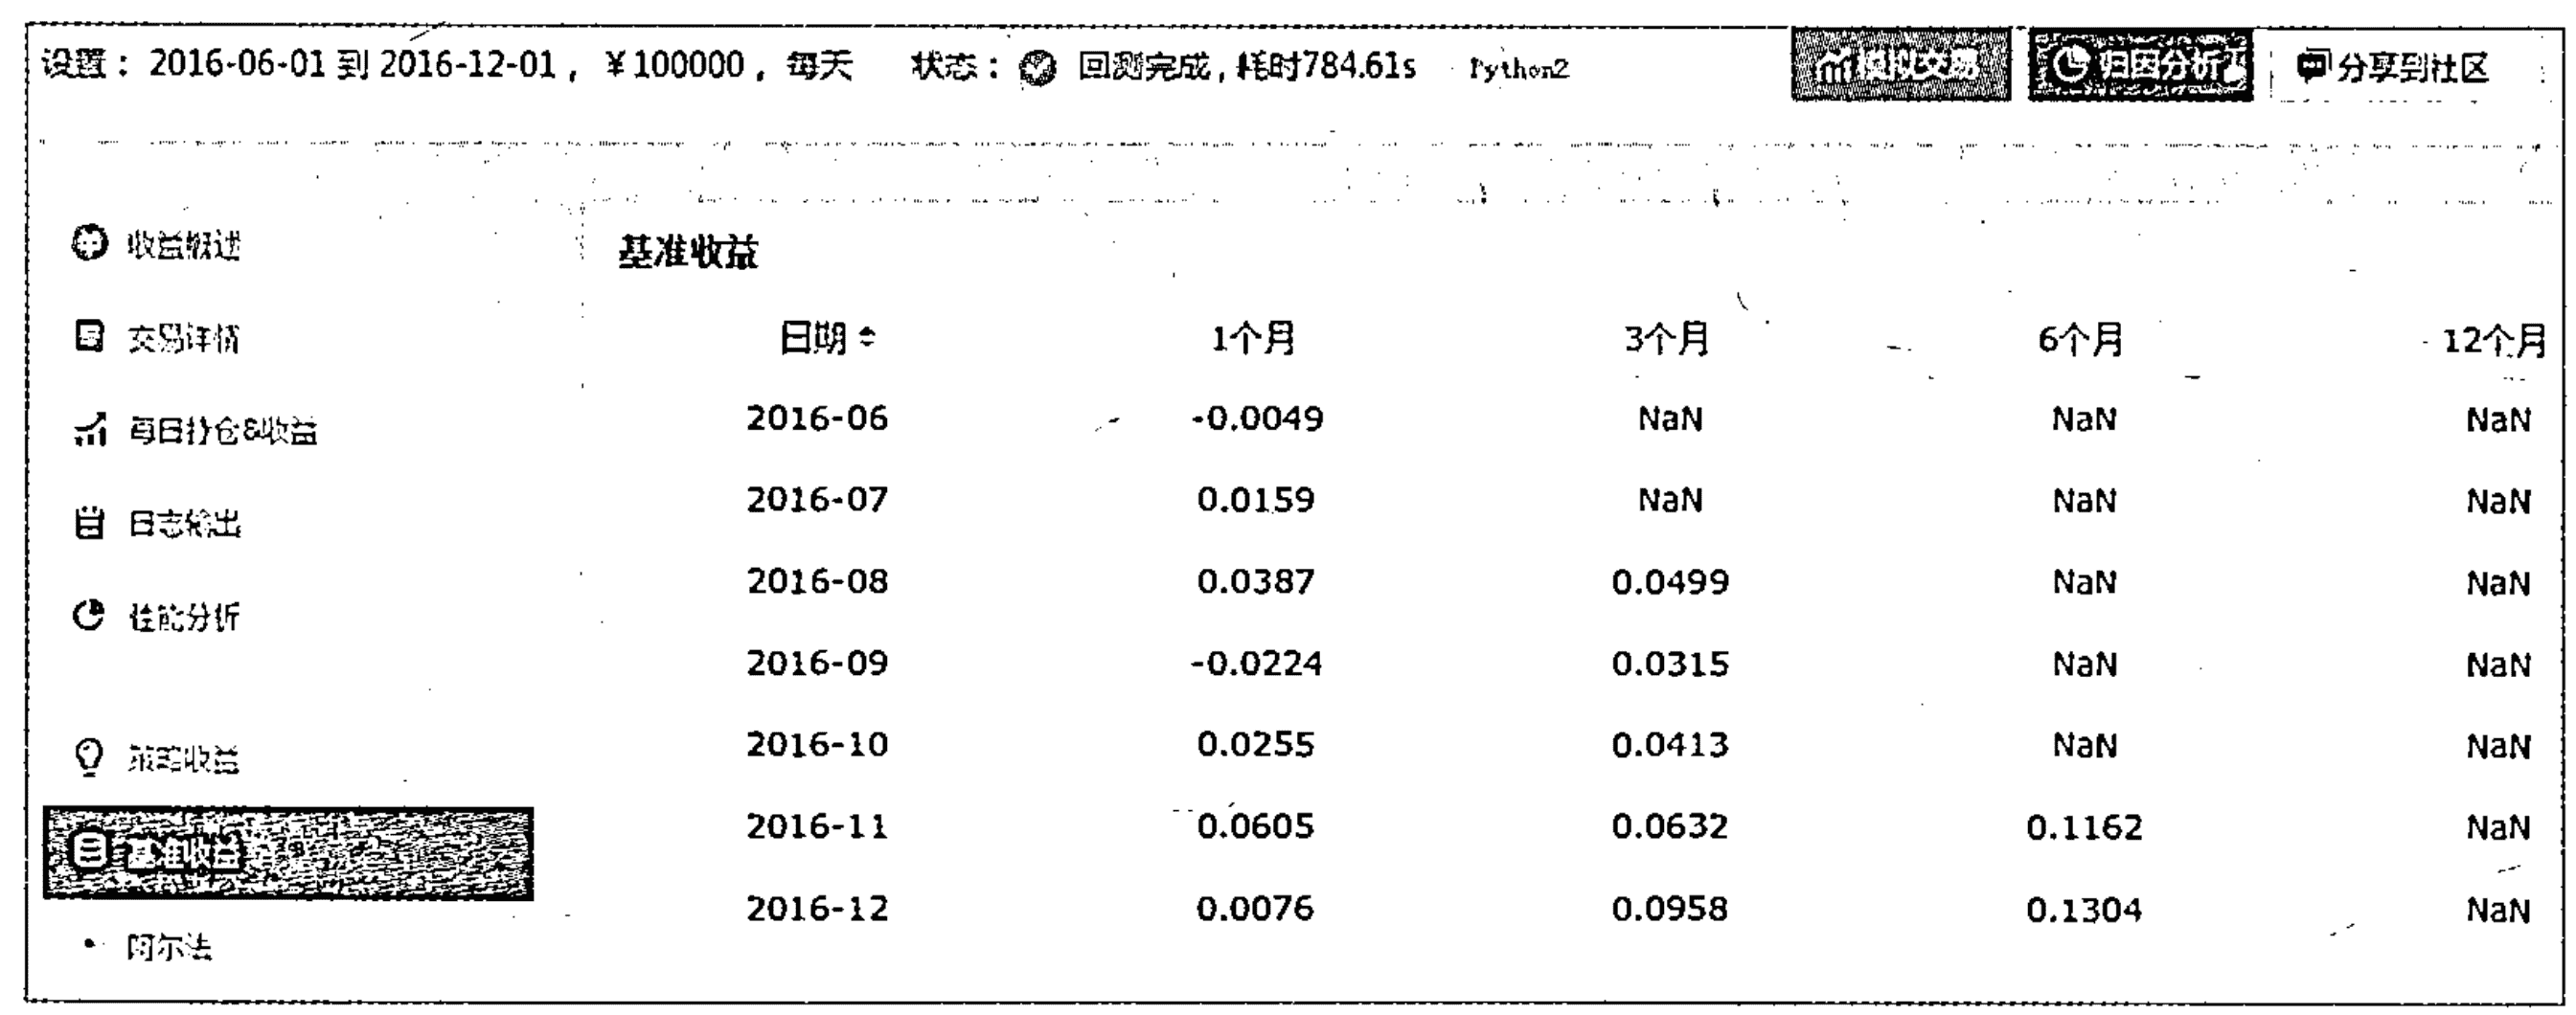 设置：2016-06-01 到 2016-12-01，￥100000，每天 状态： 回测完成，耗时784.61s Python2 模拟交易 归因分析 分享到社区
收益概述
交易详情
每日持仓&收益
日志输出
性能分析
策略收益
基准收益
阿尔法
基准收益
日期 1个月 3个月 6个月 12个月
2016-06 -0.0049 NaN NaN NaN
2016-07 0.0159 NaN NaN NaN
2016-08 0.0387 0.0499 NaN NaN
2016-09 -0.0224 0.0315 NaN NaN
2016-10 0.0255 0.0413 NaN NaN
2016-11 0.0605 0.0632 0.1162 NaN
2016-12 0.0076 0.0958 0.1304 NaN